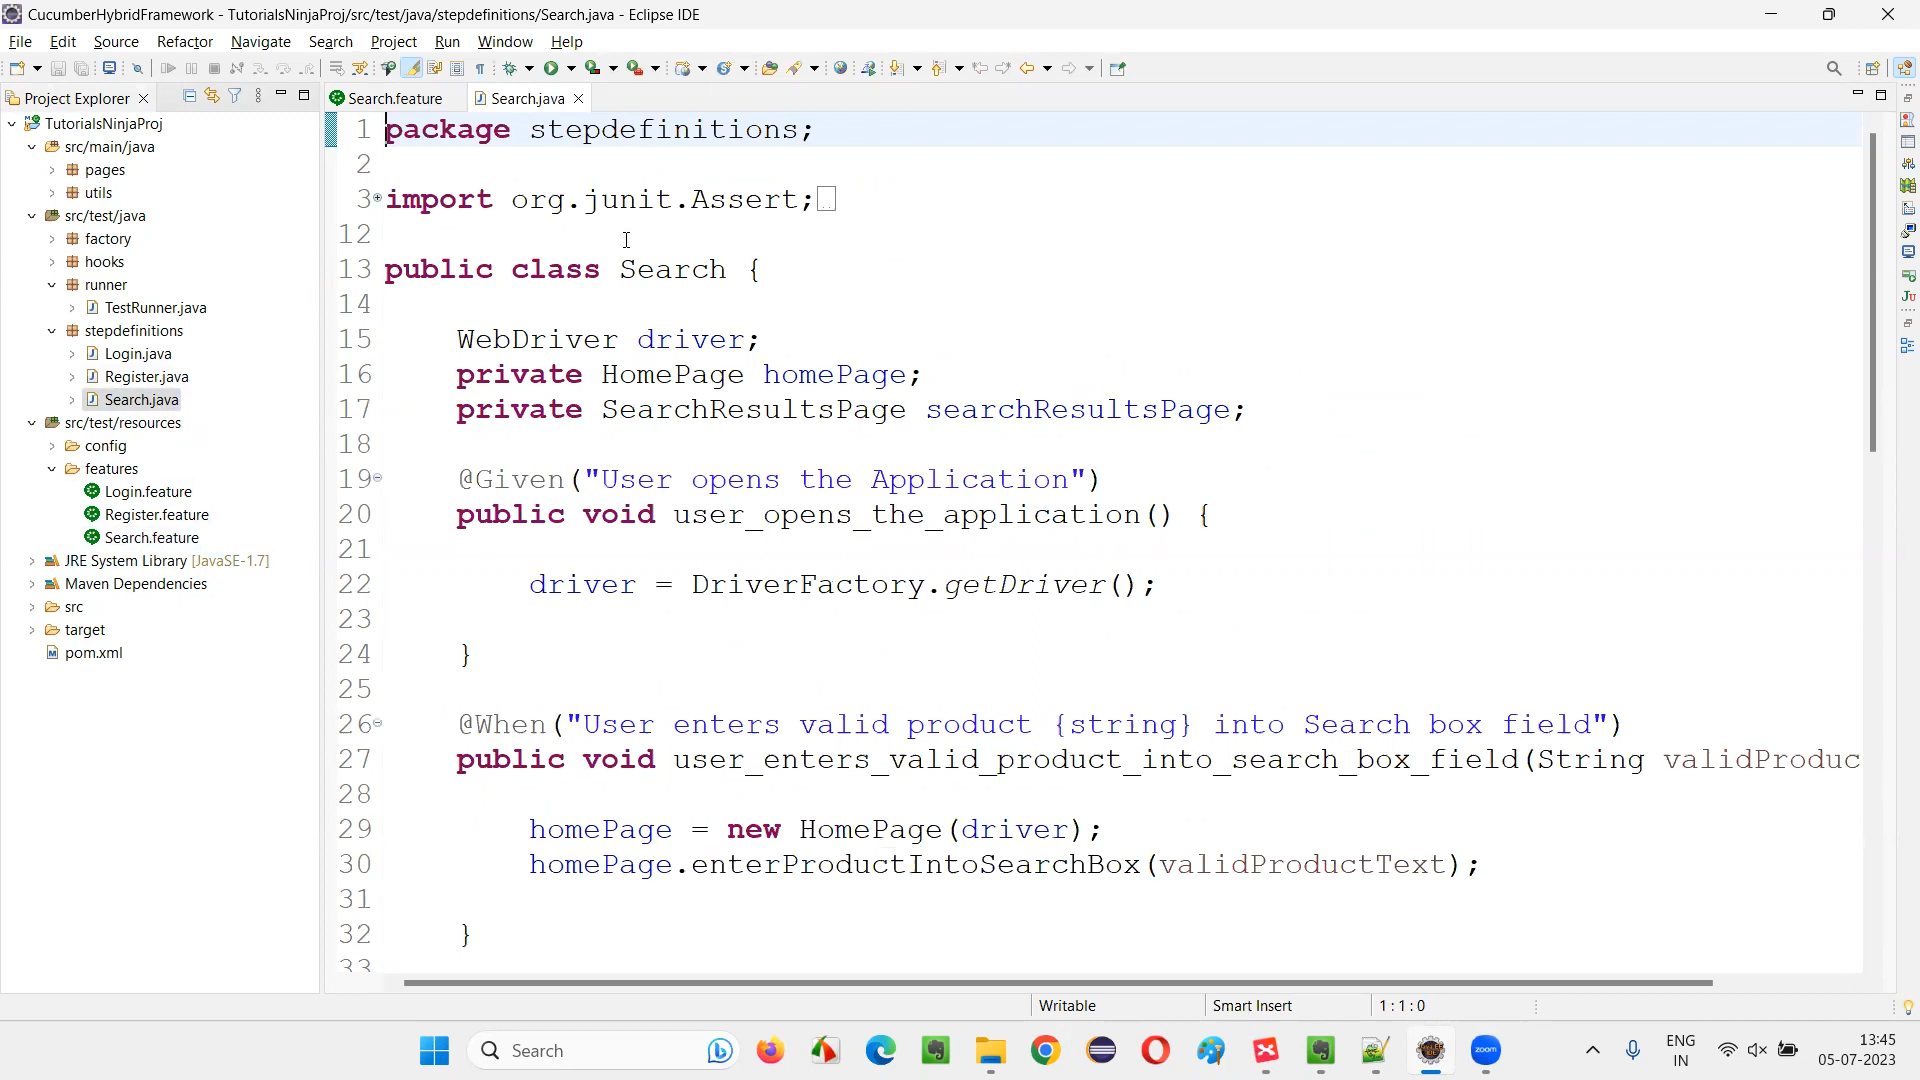 CucumberHybridFramework - TutorialsNinjaProj/src/test/java/stepdefinitions/Search.java - Eclipse IDE
File Edit Source Refactor Navigate Search Project Run Window Help
Project Explorer
Search.feature
Search.java
TutorialsNinjaProj
src/main/java
pages
utils
src/test/java
factory
hooks
runner
TestRunner.java
stepdefinitions
Login.java
Register.java
Search.java
src/test/resources
config
features
Login.feature
Register.feature
Search.feature
JRE System Library [JavaSE-1.7]
Maven Dependencies
src
target
pom.xml
1 package stepdefinitions;
2
3 import org.junit.Assert;
12
13 public class Search {
14
15 WebDriver driver;
16 private HomePage homePage;
17 private SearchResultsPage searchResultsPage;
18
19 @Given("User opens the Application")
20 public void user_opens_the_application() {
21
22 driver = DriverFactory.getDriver();
23
24 }
25
26 @When("User enters valid product {string} into Search box field")
27 public void user_enters_valid_product_into_search_box_field(String validProduc
28
29 homePage = new HomePage(driver);
30 homePage.enterProductIntoSearchBox(validProductText);
31
32 }
33
Writable
Smart Insert
1 : 1 : 0
Search
zoom
ENG
IN
13:45
05-07-2023